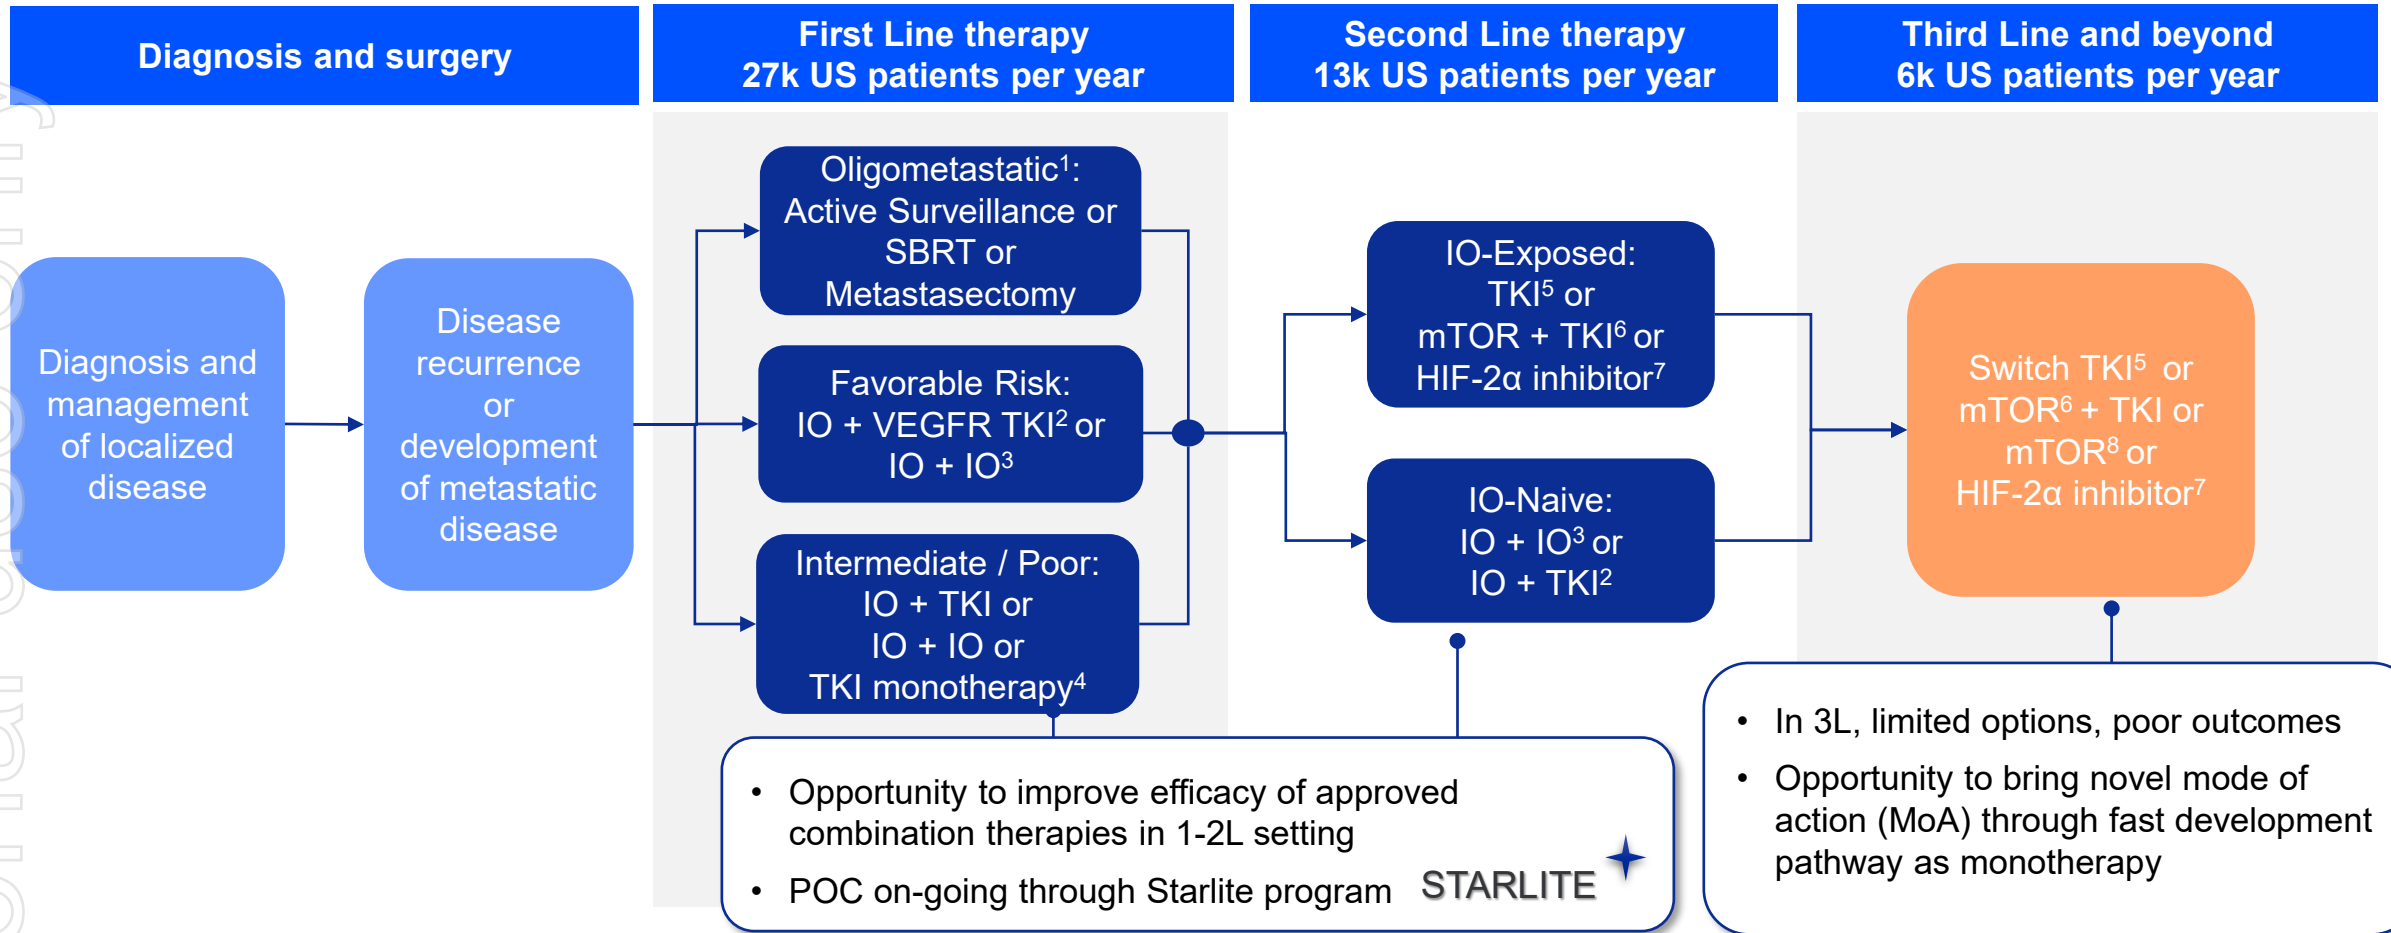 Diagnosis and surgery
First Line therapy
27k US patients per year
Second Line therapy
13k US patients per year
Third Line and beyond
6k US patients per year
Diagnosis and
management
of localized
disease
Disease
recurrence
or
development
of metastatic
disease
Oligometastatic¹:
Active Surveillance or
SBRT or
Metastasectomy
Favorable Risk:
IO + VEGFR TKI² or
IO + IO³
Intermediate / Poor:
IO + TKI or
IO + IO or
TKI monotherapy⁴
IO-Exposed:
TKI⁵ or
mTOR + TKI⁶ or
HIF-2α inhibitor⁷
IO-Naive:
IO + IO³ or
IO + TKI²
Switch TKI⁵ or
mTOR⁶ + TKI or
mTOR⁸ or
HIF-2α inhibitor⁷
• Opportunity to improve efficacy of approved
combination therapies in 1-2L setting
• POC on-going through Starlite program
STARLITE
• In 3L, limited options, poor outcomes
• Opportunity to bring novel mode of
action (MoA) through fast development
pathway as monotherapy